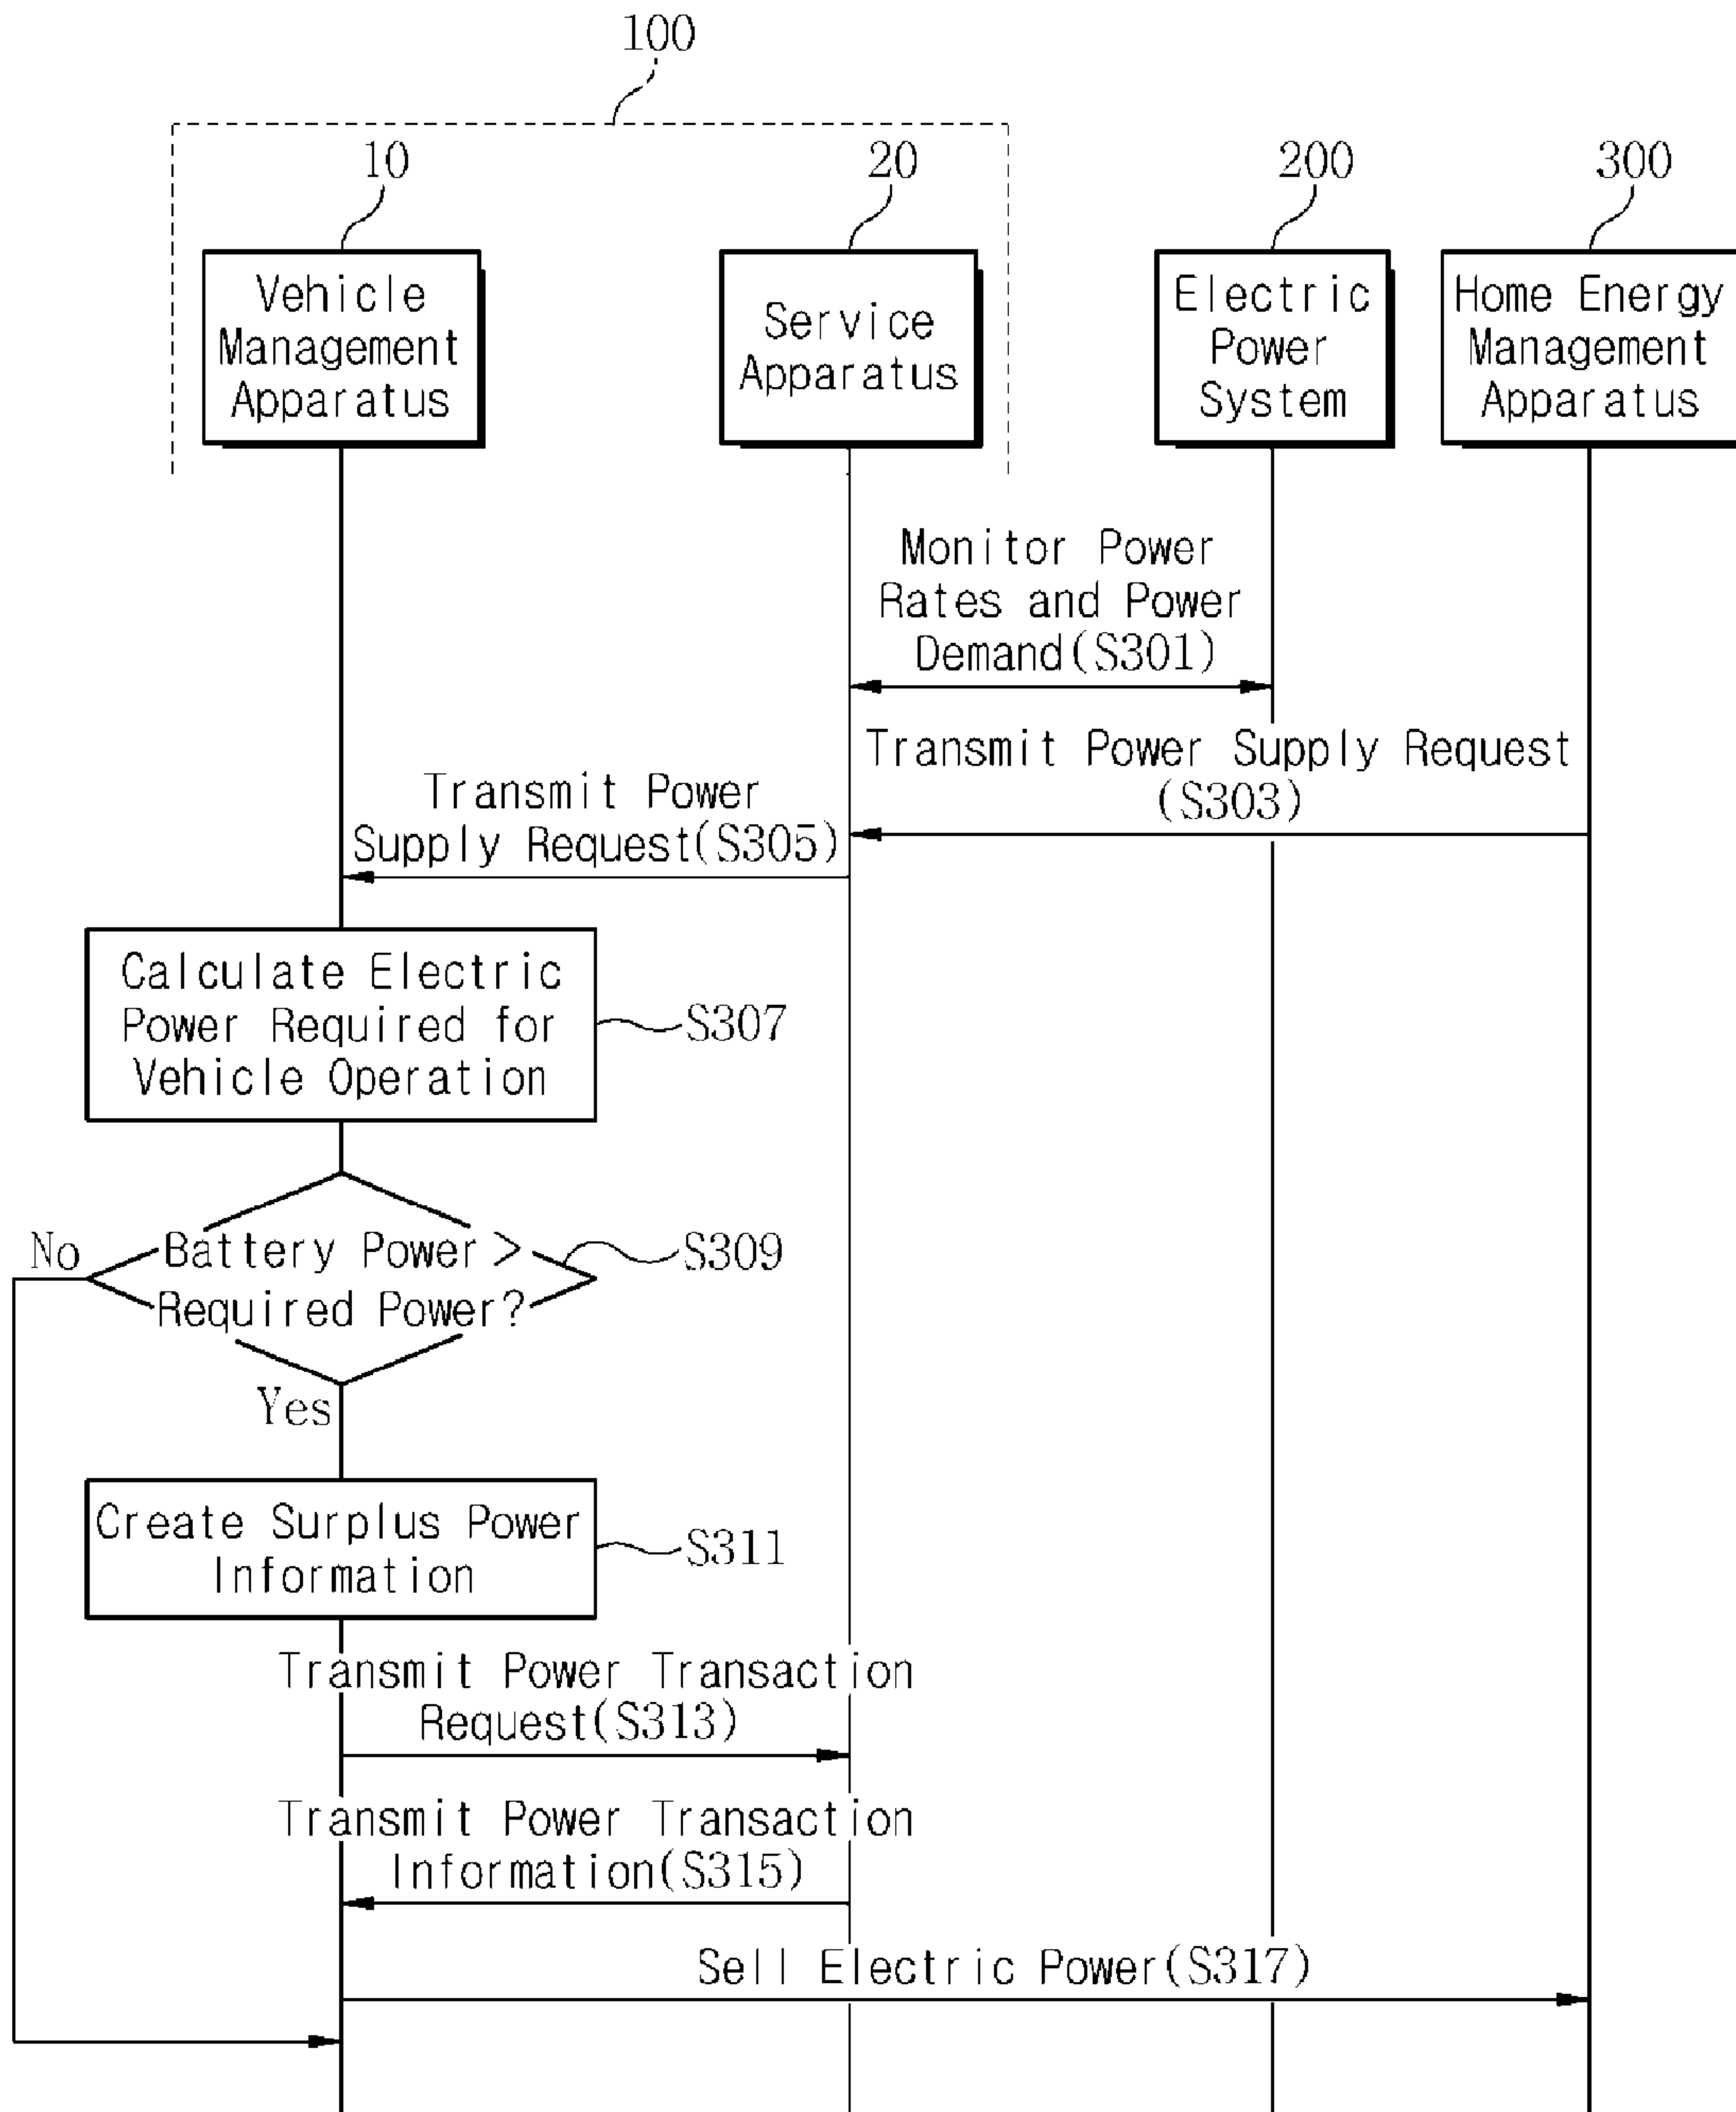 100
10
20
200
300
Vehicle
Management
Apparatus
Service
Apparatus
Electric
Power
System
Home Energy
Management
Apparatus
Monitor Power
Rates and Power
Demand(S301)
Transmit Power Supply Request
(S303)
Transmit Power
Supply Request(S305)
Calculate Electric
Power Required for
Vehicle Operation
S307
No
Battery Power >
Required Power?
S309
Yes
Create Surplus Power
Information
S311
Transmit Power Transaction
Request(S313)
Transmit Power Transaction
Information(S315)
Sell Electric Power(S317)